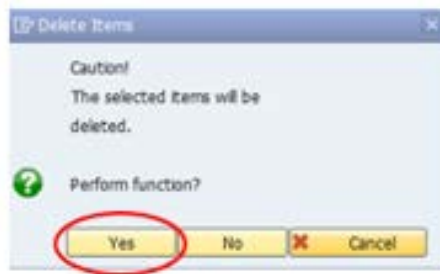 Delete Items
Caution!
The selected items will be
deleted.
Perform function?
Yes No Cancel